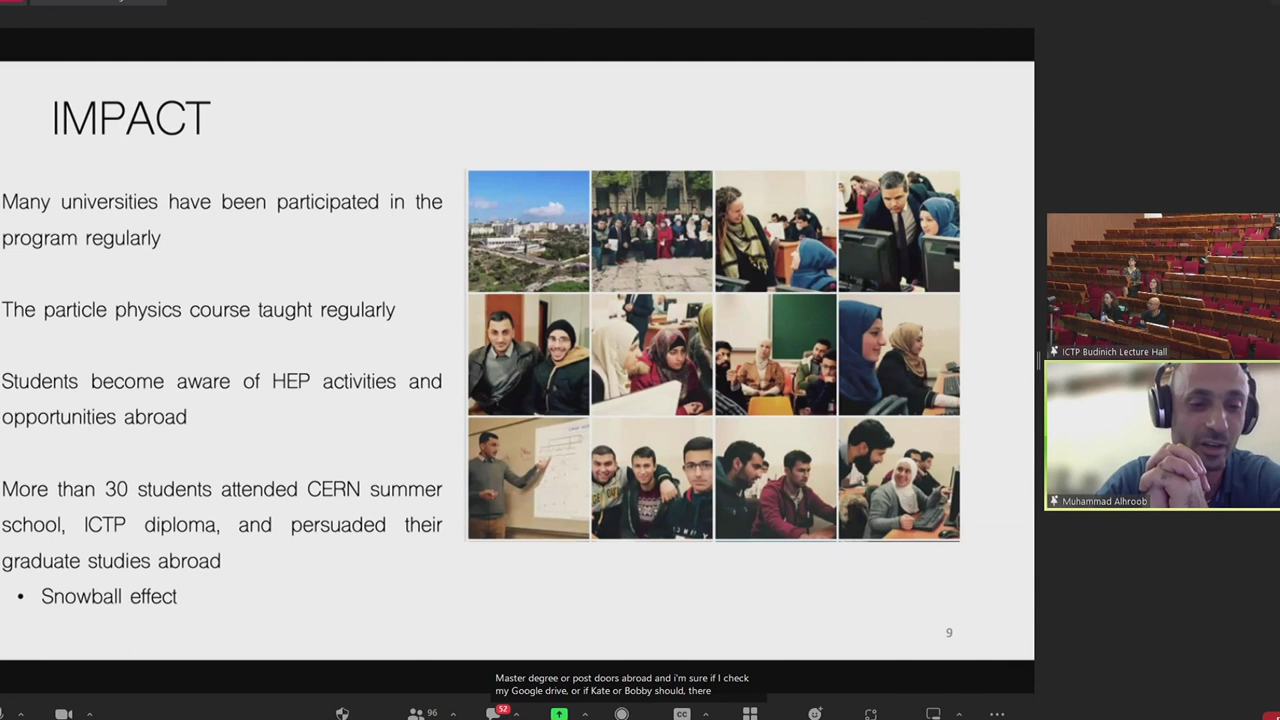 IMPACT
Many universities have been participated in the
program regularly
The particle physics course taught regularly
Students become aware of HEP activities and
opportunities abroad
More than 30 students attended CERN summer
school, ICTP diploma, and persuaded their
graduate studies abroad
• Snowball effect
9
ICTP Budinich Lecture Hall
Muhammad Alhroob
Master degree or post doors abroad and i'm sure if I check
my Google drive, or if Kate or Bobby should, there
96
52
CC